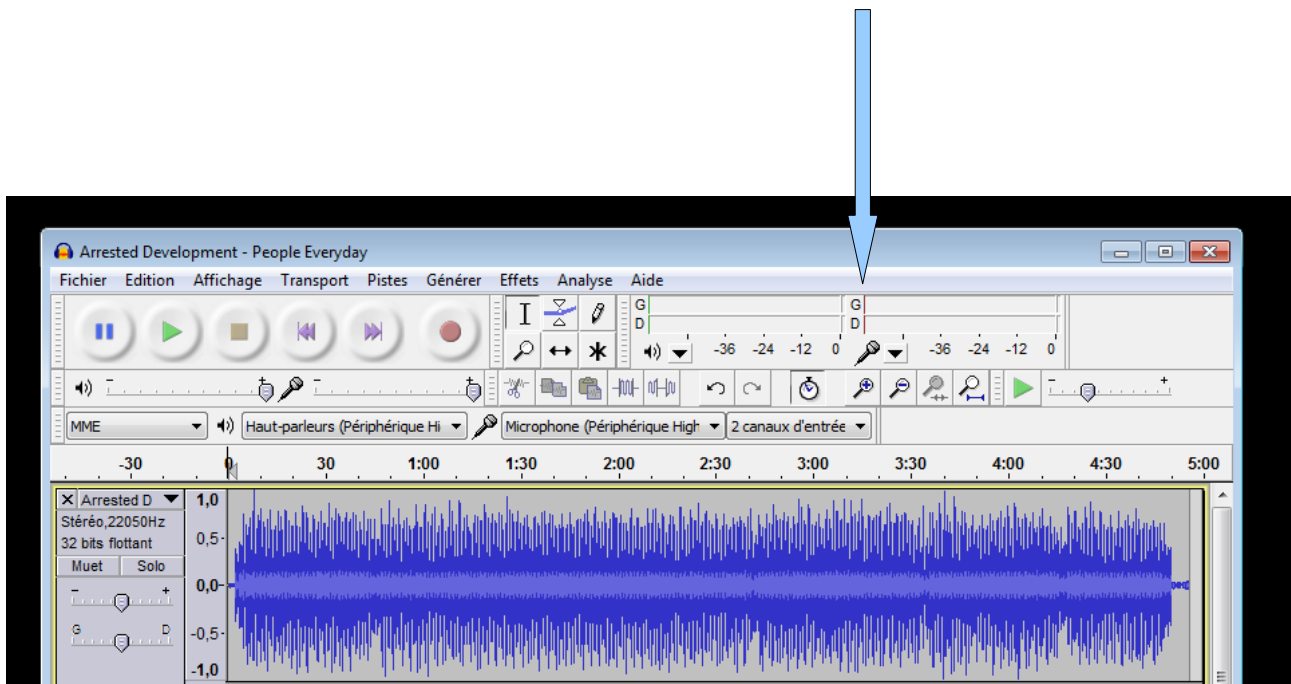 Arrested Development - People Everyday
Fichier Edition Affichage Transport Pistes Générer Effets Analyse Aide
G G
D D
-36 -24 -12 0 -36 -24 -12 0
MME Haut-parleurs (Périphérique Hi Microphone (Périphérique High 2 canaux d'entrée
-30 0 30 1:00 1:30 2:00 2:30 3:00 3:30 4:00 4:30 5:00
Arrested D 1,0
Stéréo,22050Hz
32 bits flottant 0,5
Muet Solo
0,0
G D -0,5
-1,0